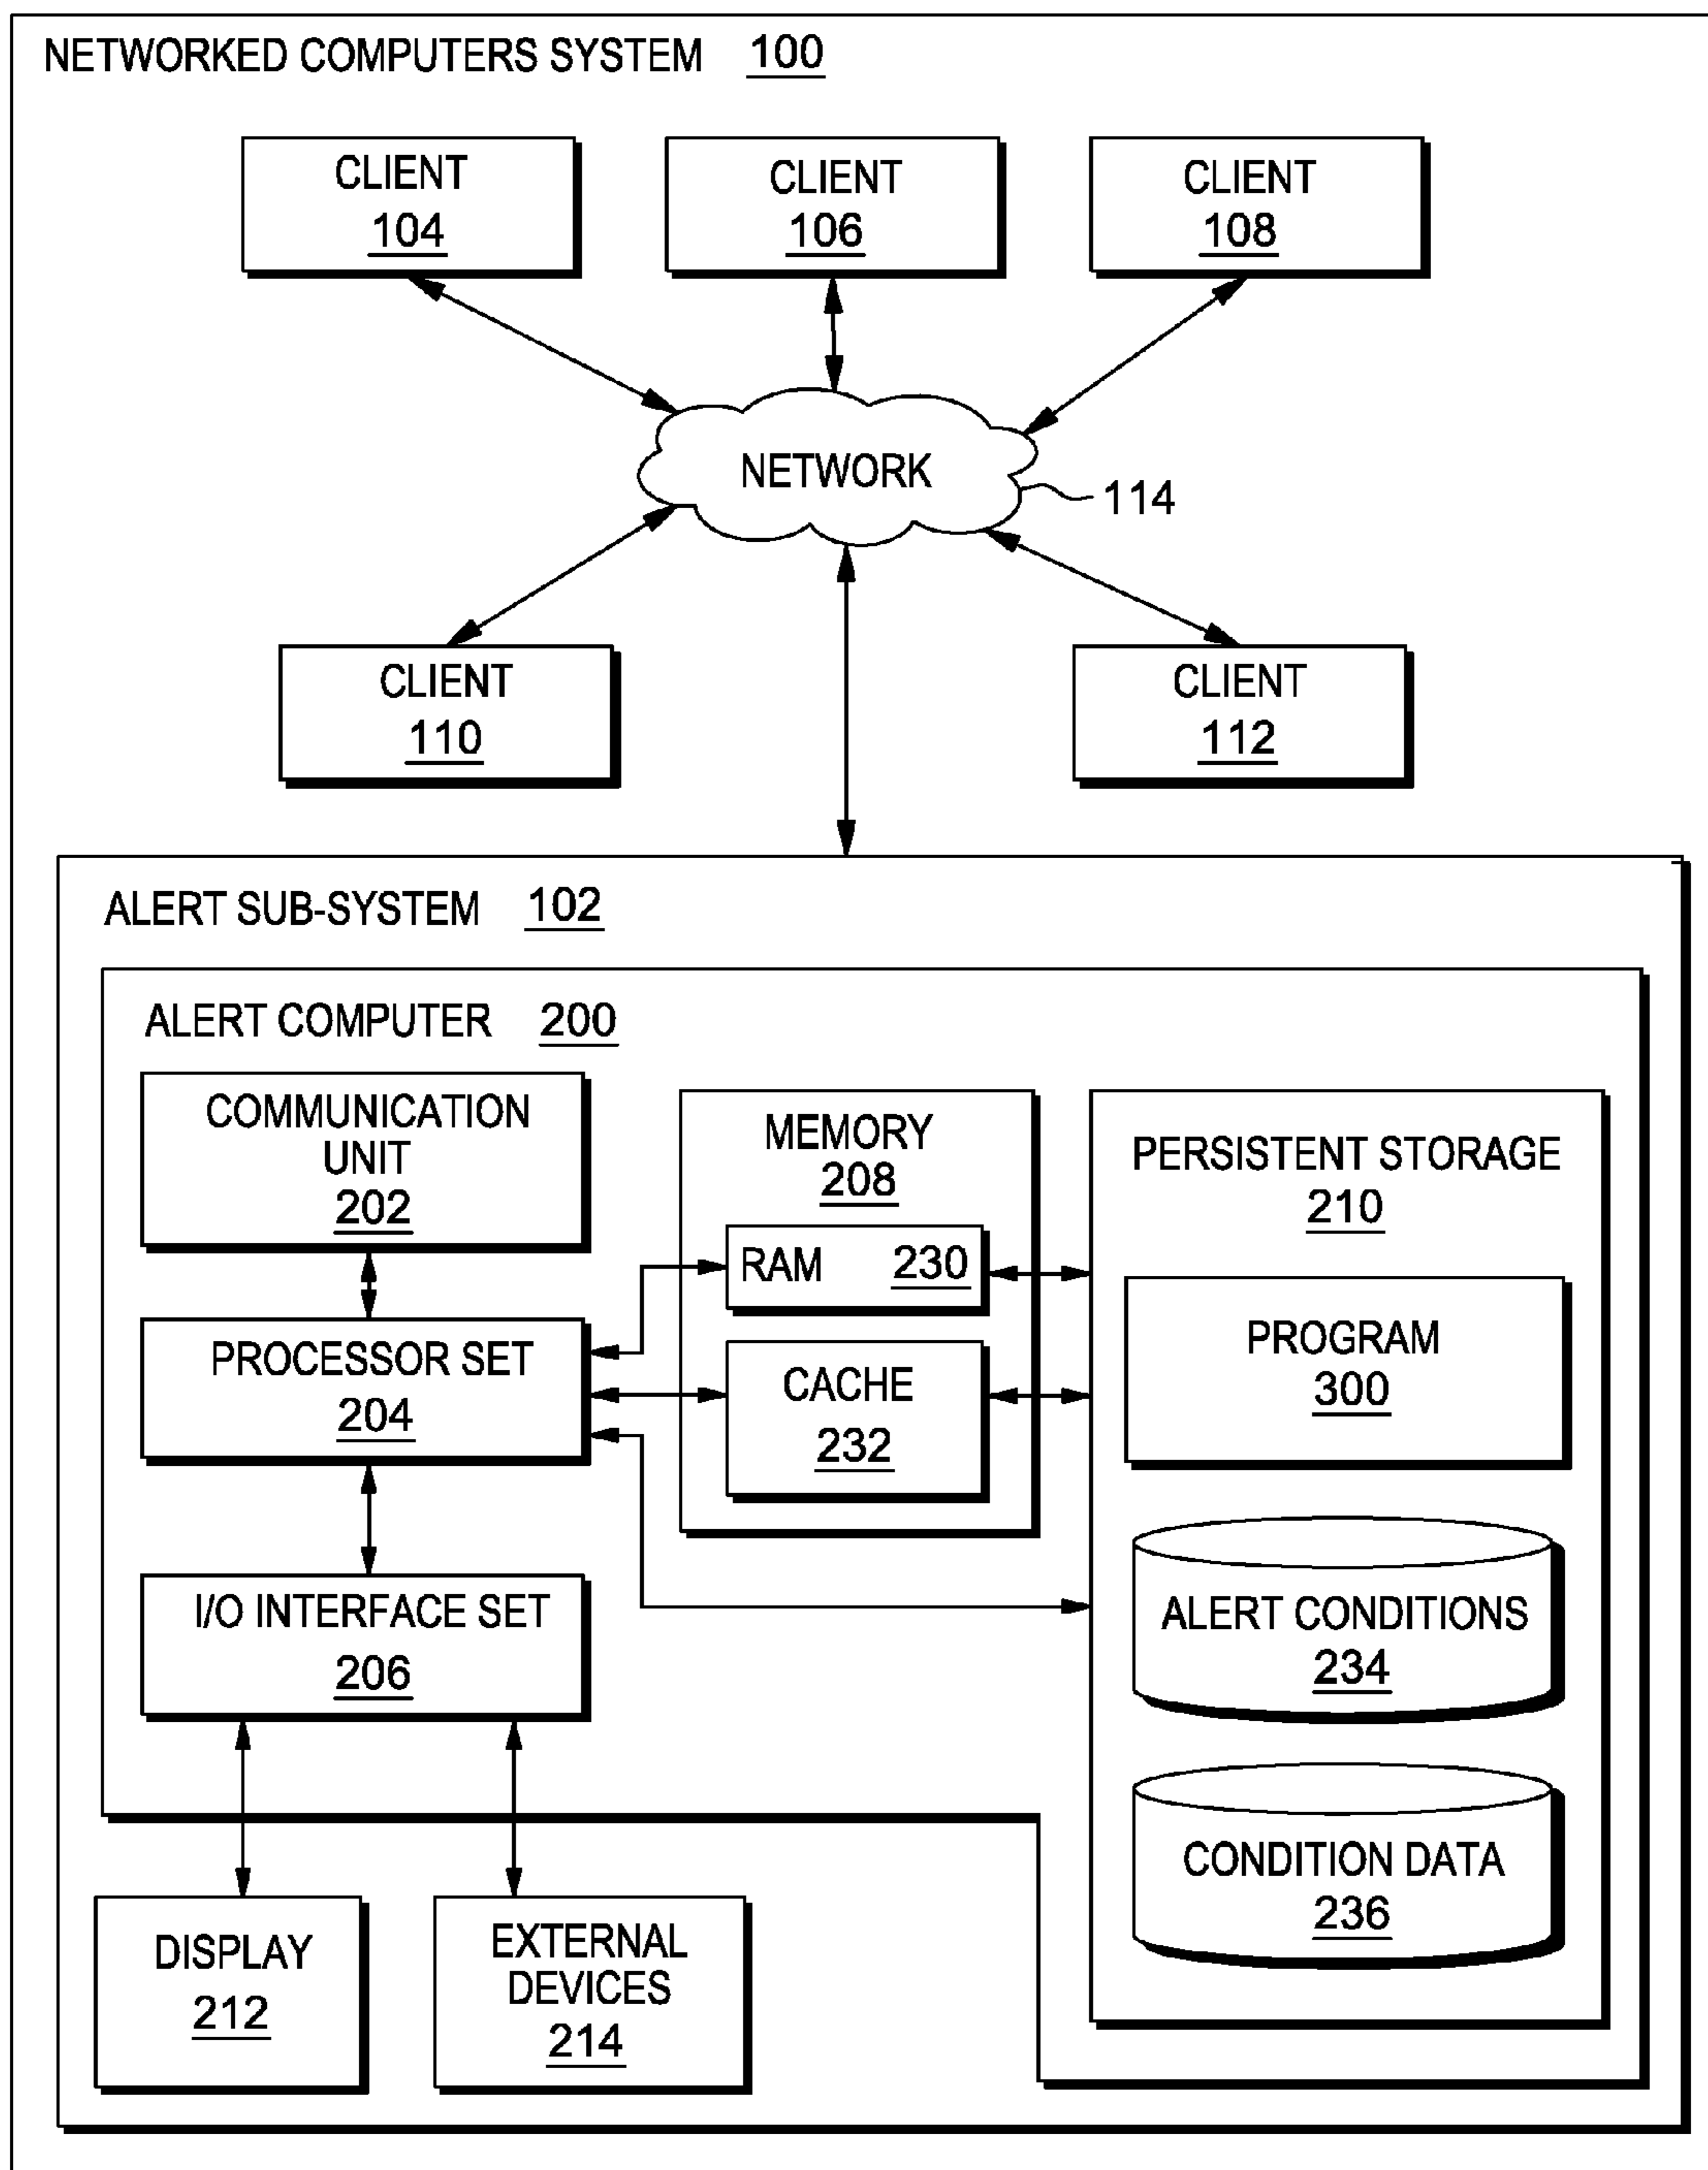 NETWORKED COMPUTERS SYSTEM 100
CLIENT
104
CLIENT
106
CLIENT
108
NETWORK
114
CLIENT
110
CLIENT
112
ALERT SUB-SYSTEM 102
ALERT COMPUTER 200
COMMUNICATION
UNIT
202
PROCESSOR SET
204
I/O INTERFACE SET
206
MEMORY
208
RAM 230
CACHE
232
PERSISTENT STORAGE
210
PROGRAM
300
ALERT CONDITIONS
234
CONDITION DATA
236
DISPLAY
212
EXTERNAL
DEVICES
214